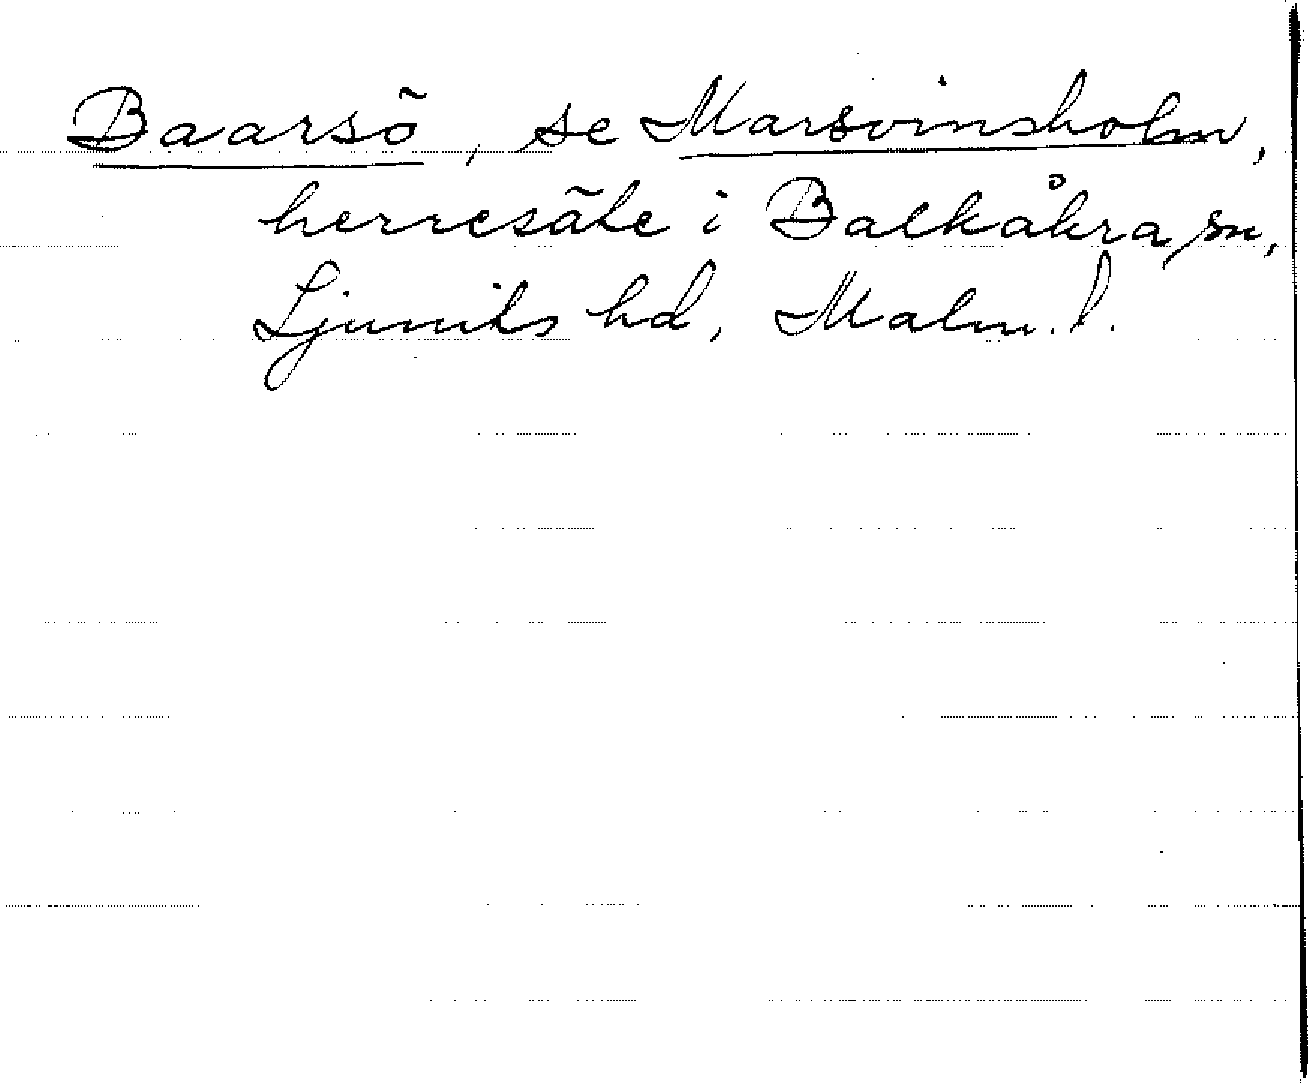 Baarsö, se Marsvinsholm,
herresäte i Balkåkra sn,
Ljunits hd, Malm. l.